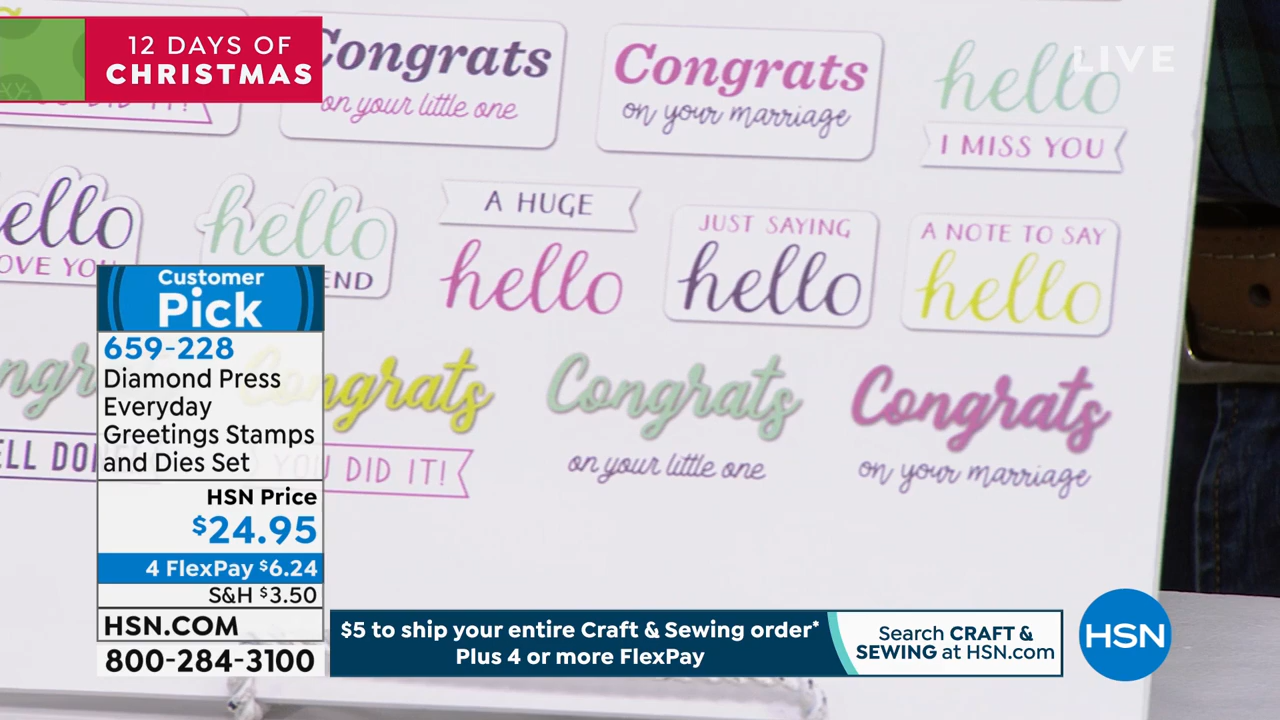 12 DAYS OF
CHRISTMAS
LIVE
DID IT!
Congrats
on your little one
Congrats
on your marriage
hello
I MISS YOU
hello
hello
A HUGE
hello
JUST SAYING
hello
A NOTE TO SAY
hello
Congrats
on your little one
Congrats
on your marriage
YOU DID IT!
Customer
Pick
659-228
Diamond Press
Everyday
Greetings Stamps
and Dies Set
HSN Price
$24.95
4 FlexPay $6.24
S&H $3.50
HSN.COM
800-284-3100
$5 to ship your entire Craft & Sewing order*
Plus 4 or more FlexPay
Search CRAFT &
SEWING at HSN.com
HSN